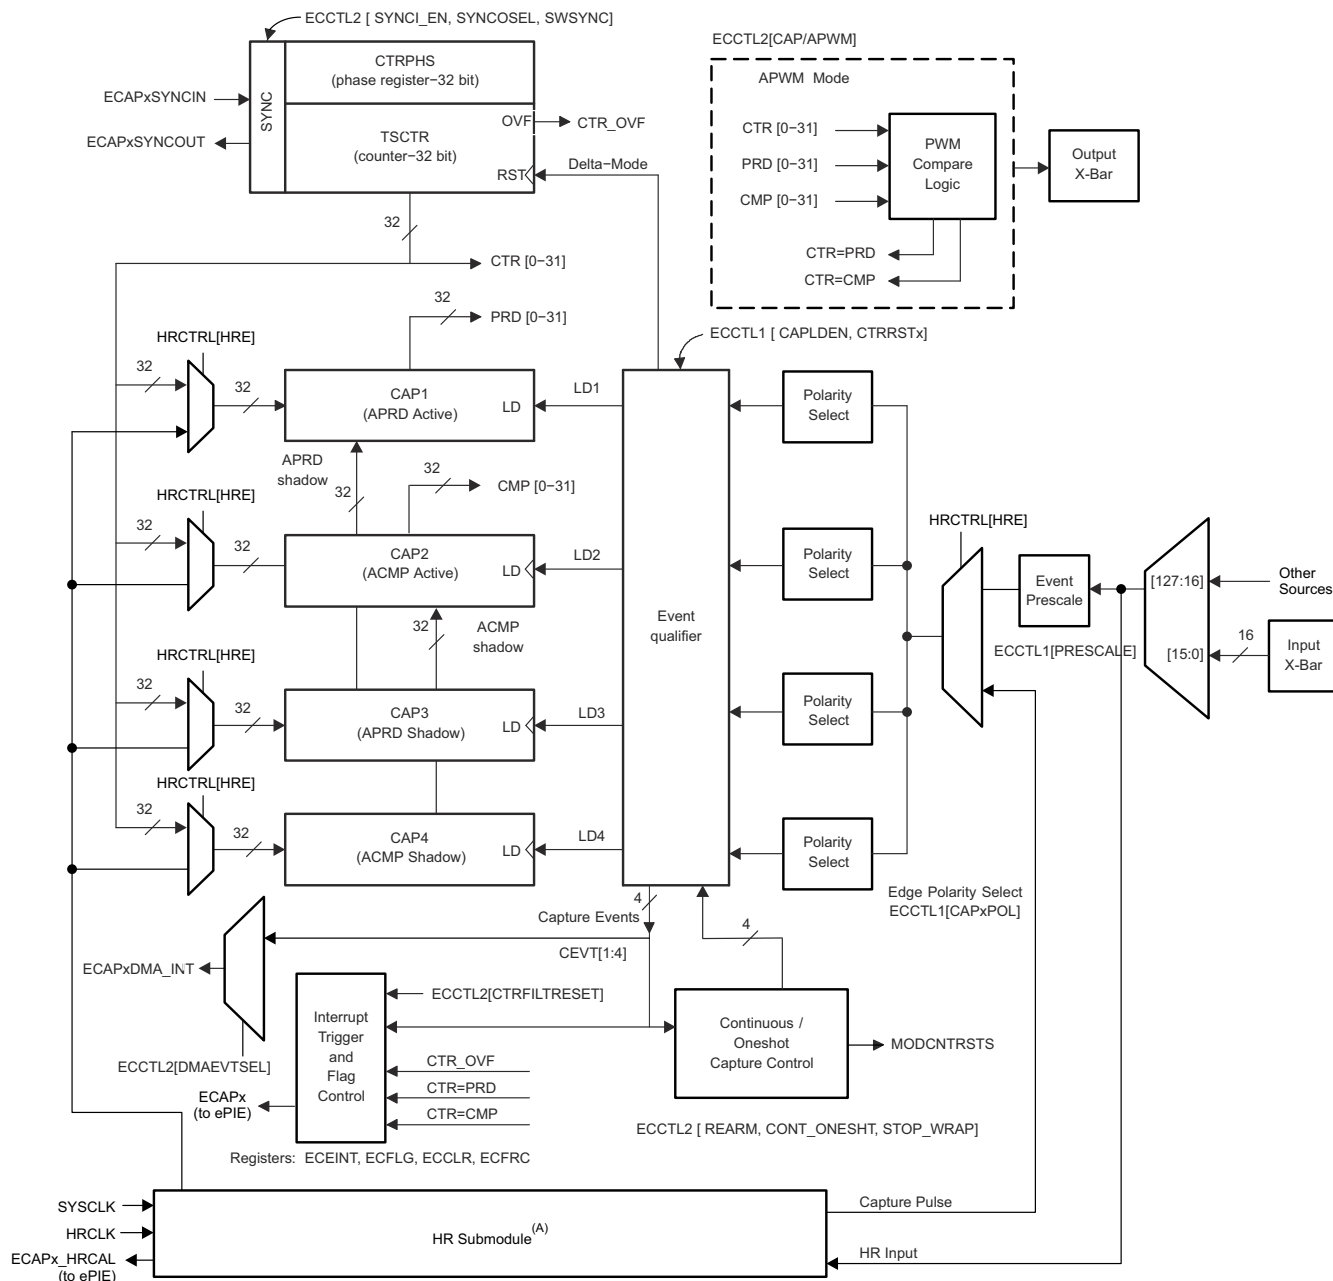 ECCTL2 [ SYNCI_EN, SYNCOSEL, SWSYNC]
SYNC
CTRPHS
(phase register−32 bit)
ECAPxSYNCIN
ECAPxSYNCOUT
TSCTR
(counter−32 bit)
OVF
CTR_OVF
RST
Delta−Mode
32
CTR [0−31]
32
PRD [0−31]
ECCTL2[CAP/APWM]
APWM Mode
CTR [0−31]
PRD [0−31]
CMP [0−31]
PWM
Compare
Logic
CTR=PRD
CTR=CMP
Output
X-Bar
ECCTL1 [ CAPLDEN, CTRRSTx]
HRCTRL[HRE]
32
32
CAP1
(APRD Active)
LD
LD1
Polarity
Select
APRD
shadow
32
32
CMP [0−31]
HRCTRL[HRE]
32
32
CAP2
(ACMP Active)
LD
LD2
Polarity
Select
32
ACMP
shadow
Event
qualifier
HRCTRL[HRE]
Event
Prescale
ECCTL1[PRESCALE]
[127:16]
Other
Sources
[15:0]
16
Input
X-Bar
HRCTRL[HRE]
32
32
CAP3
(APRD Shadow)
LD
LD3
Polarity
Select
HRCTRL[HRE]
32
32
CAP4
(ACMP Shadow)
LD
LD4
Polarity
Select
Edge Polarity Select
ECCTL1[CAPxPOL]
4
Capture Events
CEVT[1:4]
4
ECAPxDMA_INT
ECCTL2[DMAEVTSEL]
Interrupt
Trigger
and
Flag
Control
ECCTL2[CTRFILTRESET]
CTR_OVF
CTR=PRD
CTR=CMP
ECAPx
(to ePIE)
Continuous /
Oneshot
Capture Control
MODCNTRSTS
ECCTL2 [ REARM, CONT_ONESHT, STOP_WRAP]
Registers: ECEINT, ECFLG, ECCLR, ECFRC
SYSCLK
HRCLK
ECAPx_HRCAL
(to ePIE)
HR Submodule(A)
Capture Pulse
HR Input